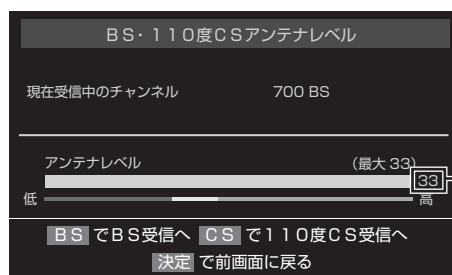 BS・110度CSアンテナレベル
現在受信中のチャンネル 700 BS
アンテナレベル (最大 33)
33
低 高
BS でBS受信へ CS で110度CS受信へ
決定 で前画面に戻る